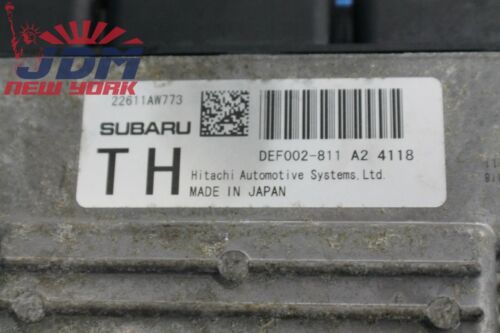 JDM
NEW YORK
22611AW773
SUBARU
DEF002-811 A2 4118
TH
Hitachi Automotive Systems, Ltd.
MADE IN JAPAN